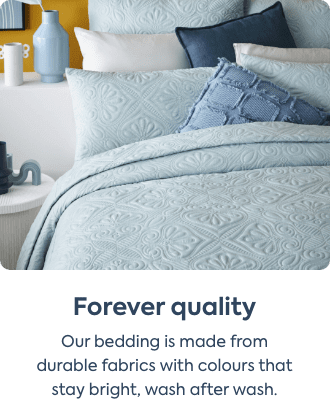 Forever quality
Our bedding is made from
durable fabrics with colours that
stay bright, wash after wash.